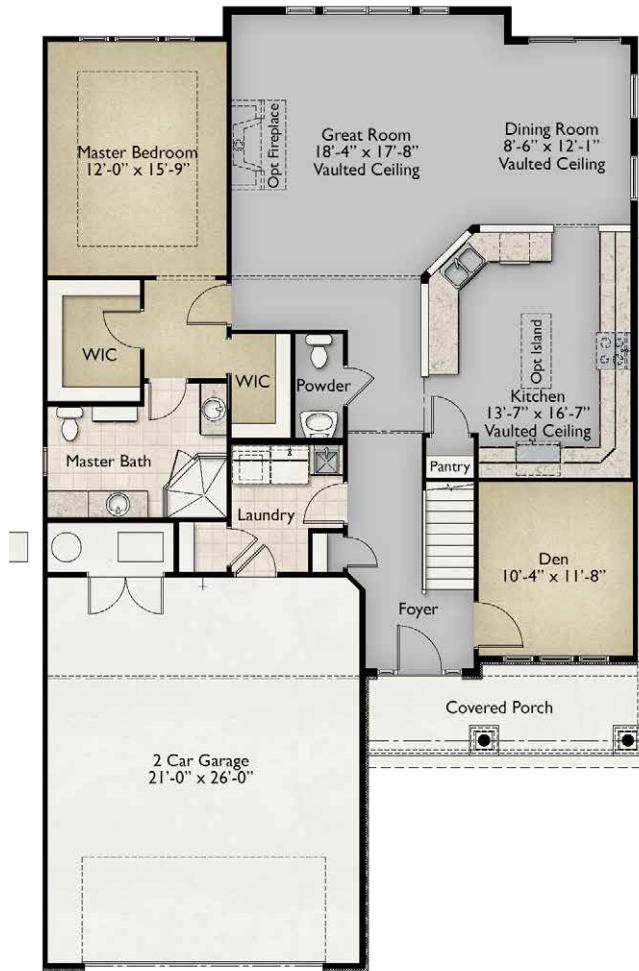 Master Bedroom
12'-0" x 15'-9"
Opt Fireplace
Great Room
18'-4" x 17'-8"
Vaulted Ceiling
Dining Room
8'-6" x 12'-1"
Vaulted Ceiling
WIC
WIC
Powder
Opt Island
Kitchen
13'-7" x 16'-7"
Vaulted Ceiling
Master Bath
Pantry
Laundry
Den
10'-4" x 11'-8"
Foyer
Covered Porch
2 Car Garage
21'-0" x 26'-0"